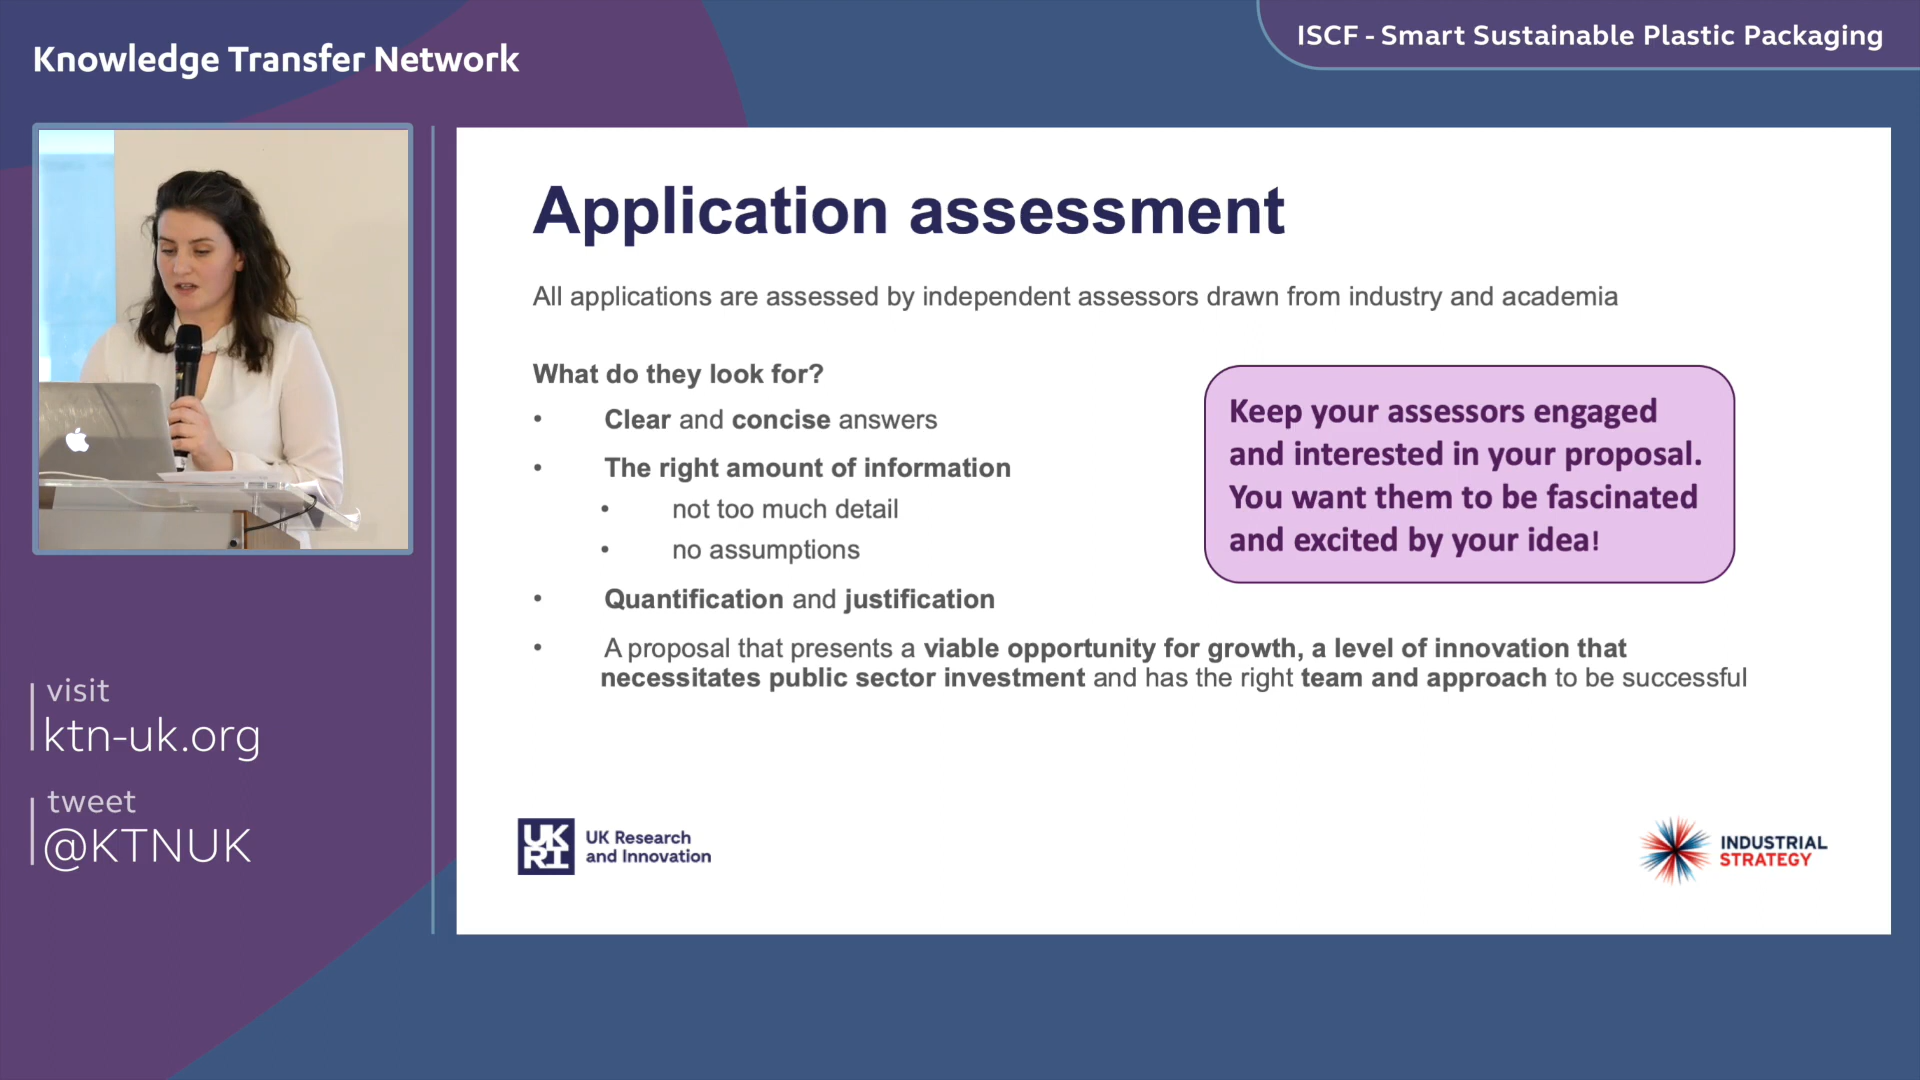 Knowledge Transfer Network
ISCF - Smart Sustainable Plastic Packaging
Application assessment
All applications are assessed by independent assessors drawn from industry and academia
What do they look for?
• Clear and concise answers
• The right amount of information
• not too much detail
• no assumptions
• Quantification and justification
• A proposal that presents a viable opportunity for growth, a level of innovation that
necessitates public sector investment and has the right team and approach to be successful
Keep your assessors engaged
and interested in your proposal.
You want them to be fascinated
and excited by your idea!
visit
ktn-uk.org
tweet
@KTNUK
UK
RI
UK Research
and Innovation
INDUSTRIAL
STRATEGY